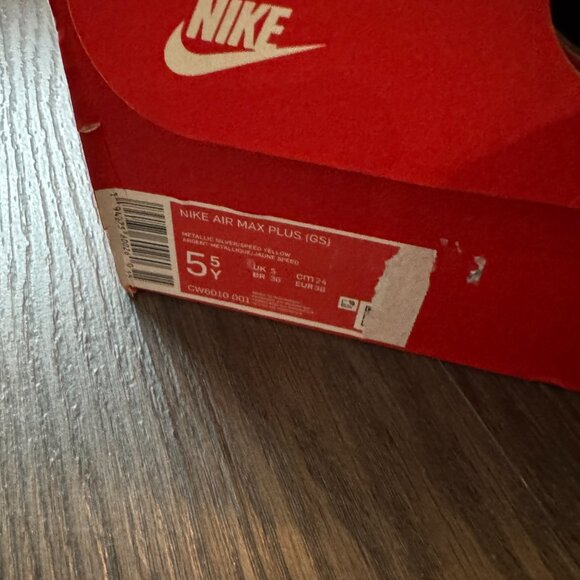 NIKE
NIKE AIR MAX PLUS (GS)
METALLIC SILVER/SPEED YELLOW
ARGENT METALLIQUE/JAUNE SPEED
5.5Y
UK 5 CM 24
BR 36 EUR 38
CW6010 001